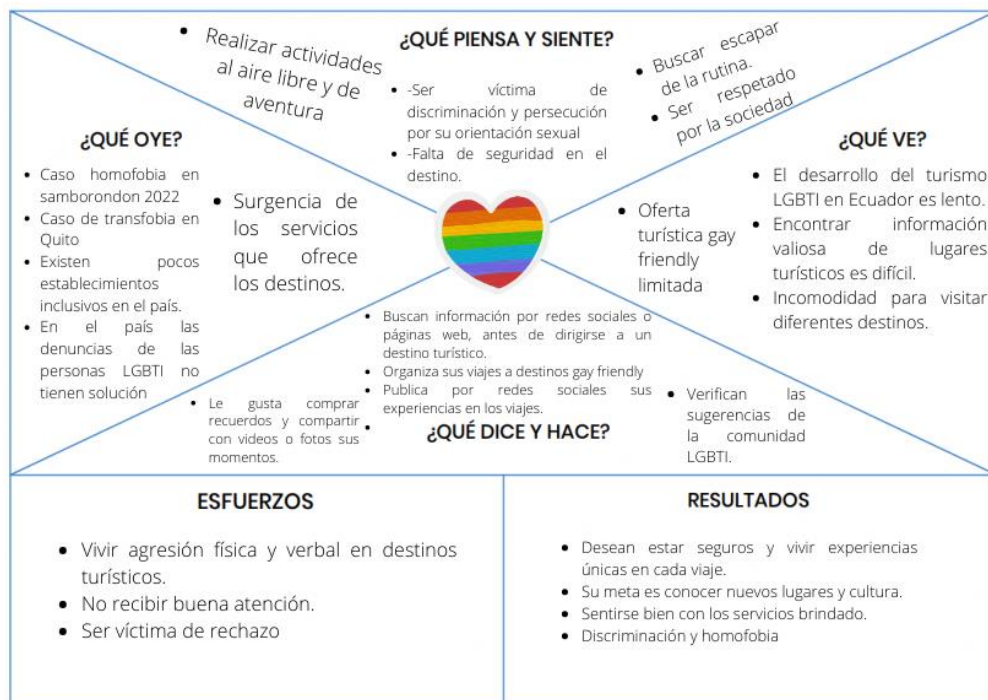 ¿QUÉ PIENSA Y SIENTE?
• Realizar actividades
al aire libre y de
aventura
• -Ser víctima de
discriminación y persecución
por su orientación sexual
• -Falta de seguridad en el
destino.
• Buscar escapar
de la rutina.
• Ser respetado
por la sociedad
¿QUÉ OYE?
• Caso homofobia en
samborondon 2022
• Caso de transfobia en
Quito
• Existen pocos
establecimientos
inclusivos en el país.
• En el país las
denuncias de las
personas LGBTI no
tienen solución
• Surgencia de
los servicios
que ofrece
los destinos.
¿QUÉ VE?
• Oferta
turística gay
friendly
limitada
• El desarrollo del turismo
LGBTI en Ecuador es lento.
• Encontrar información
valiosa de lugares
turísticos es difícil.
• Incomodidad para visitar
diferentes destinos.
• Buscan información por redes sociales o
páginas web, antes de dirigirse a un
destino turístico.
• Organiza sus viajes a destinos gay friendly
• Publica por redes sociales sus
experiencias en los viajes.
•
• Le gusta comprar
recuerdos y compartir
con videos o fotos sus
momentos.
¿QUÉ DICE Y HACE?
• Verifican las
sugerencias de
la comunidad
LGBTI.
ESFUERZOS
• Vivir agresión física y verbal en destinos
turísticos.
• No recibir buena atención.
• Ser víctima de rechazo
RESULTADOS
• Desean estar seguros y vivir experiencias
únicas en cada viaje.
• Su meta es conocer nuevos lugares y cultura.
• Sentirse bien con los servicios brindado.
• Discriminación y homofobia